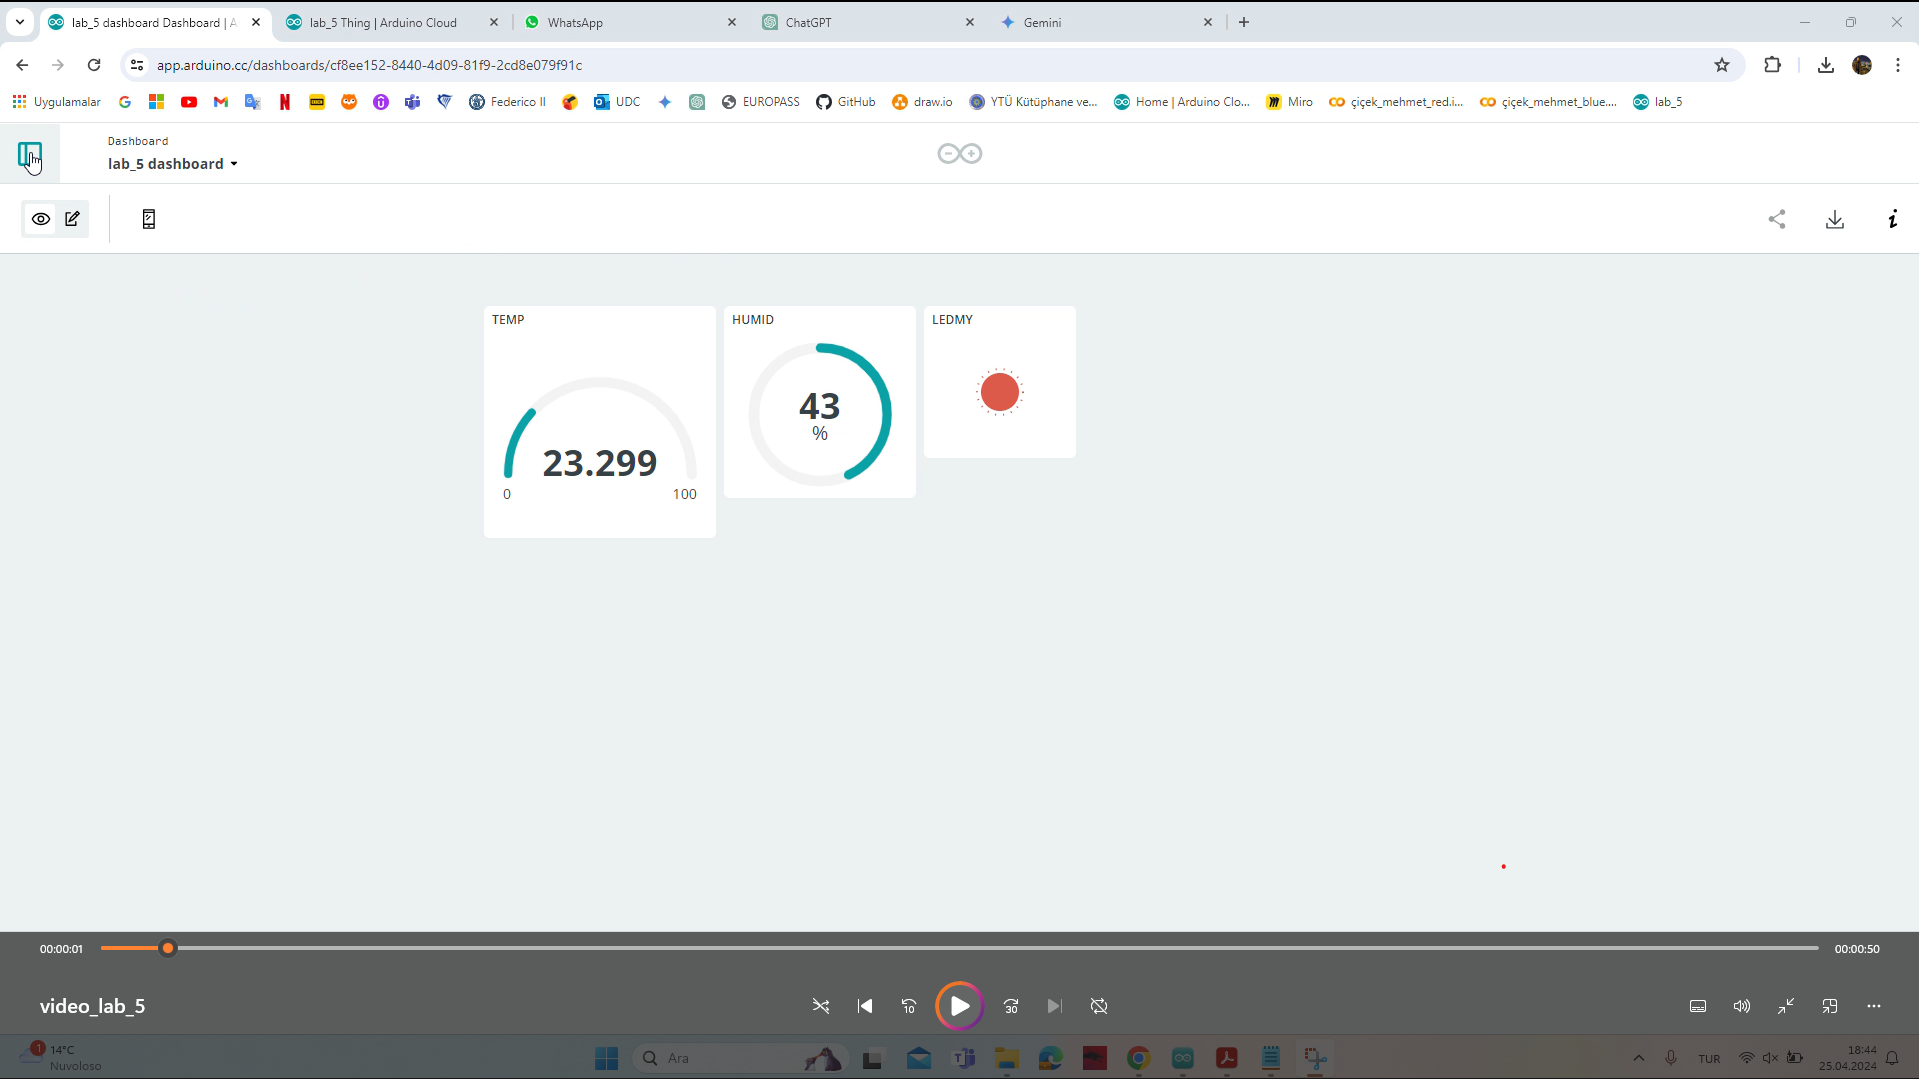 lab_5 dashboard Dashboard | A
lab_5 Thing | Arduino Cloud
WhatsApp
ChatGPT
Gemini
app.arduino.cc/dashboards/cf8ee152-8440-4d09-81f9-2cd8e079f91c
Uygulamalar
Federico II
UDC
EUROPASS
GitHub
draw.io
YTÜ Kütüphane ve...
Home | Arduino Clo...
Miro
çiçek_mehmet_red.i...
çiçek_mehmet_blue....
lab_5
Dashboard
lab_5 dashboard
TEMP
23.299
0
100
HUMID
43
%
LEDMY
00:00:01
00:00:50
video_lab_5
10
30
1
14°C
Nuvoloso
Ara
TUR
18:44
25.04.2024